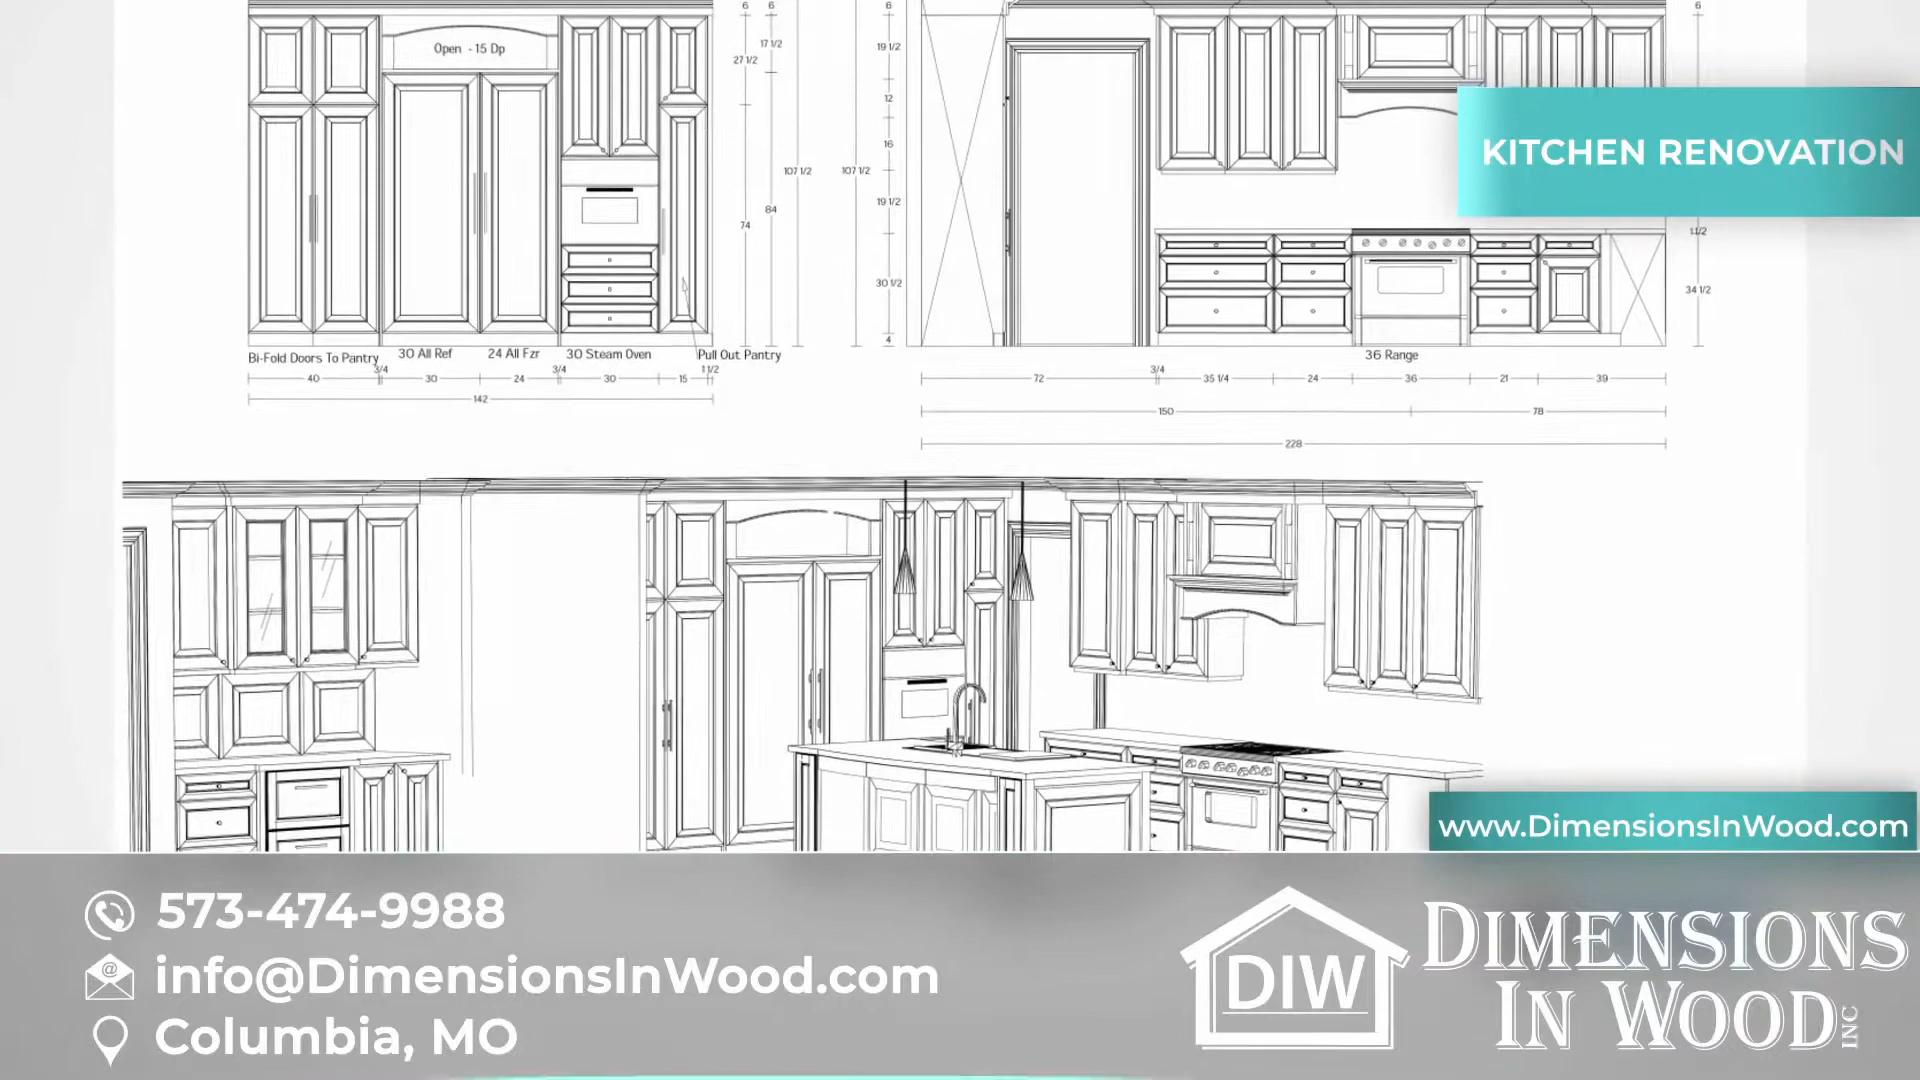 6 6
6
6
Open - 15 Dp
17 1/2
19 1/2
27 1/2
12
KITCHEN RENOVATION
16
107 1/2
107 1/2
19 1/2
84
74
1 1/2
30 1/2
34 1/2
4
Bi-Fold Doors To Pantry
30 All Ref
24 All Fzr
30 Steam Oven
Pull Out Pantry
36 Range
3/4
3/4
1 1/2
3/4
40
30
24
30
15
72
35 1/4
24
36
21
39
142
150
78
228
www.DimensionsInWood.com
573-474-9988
info@DimensionsInWood.com
Columbia, MO
DIW
DIMENSIONS
IN WOOD INC